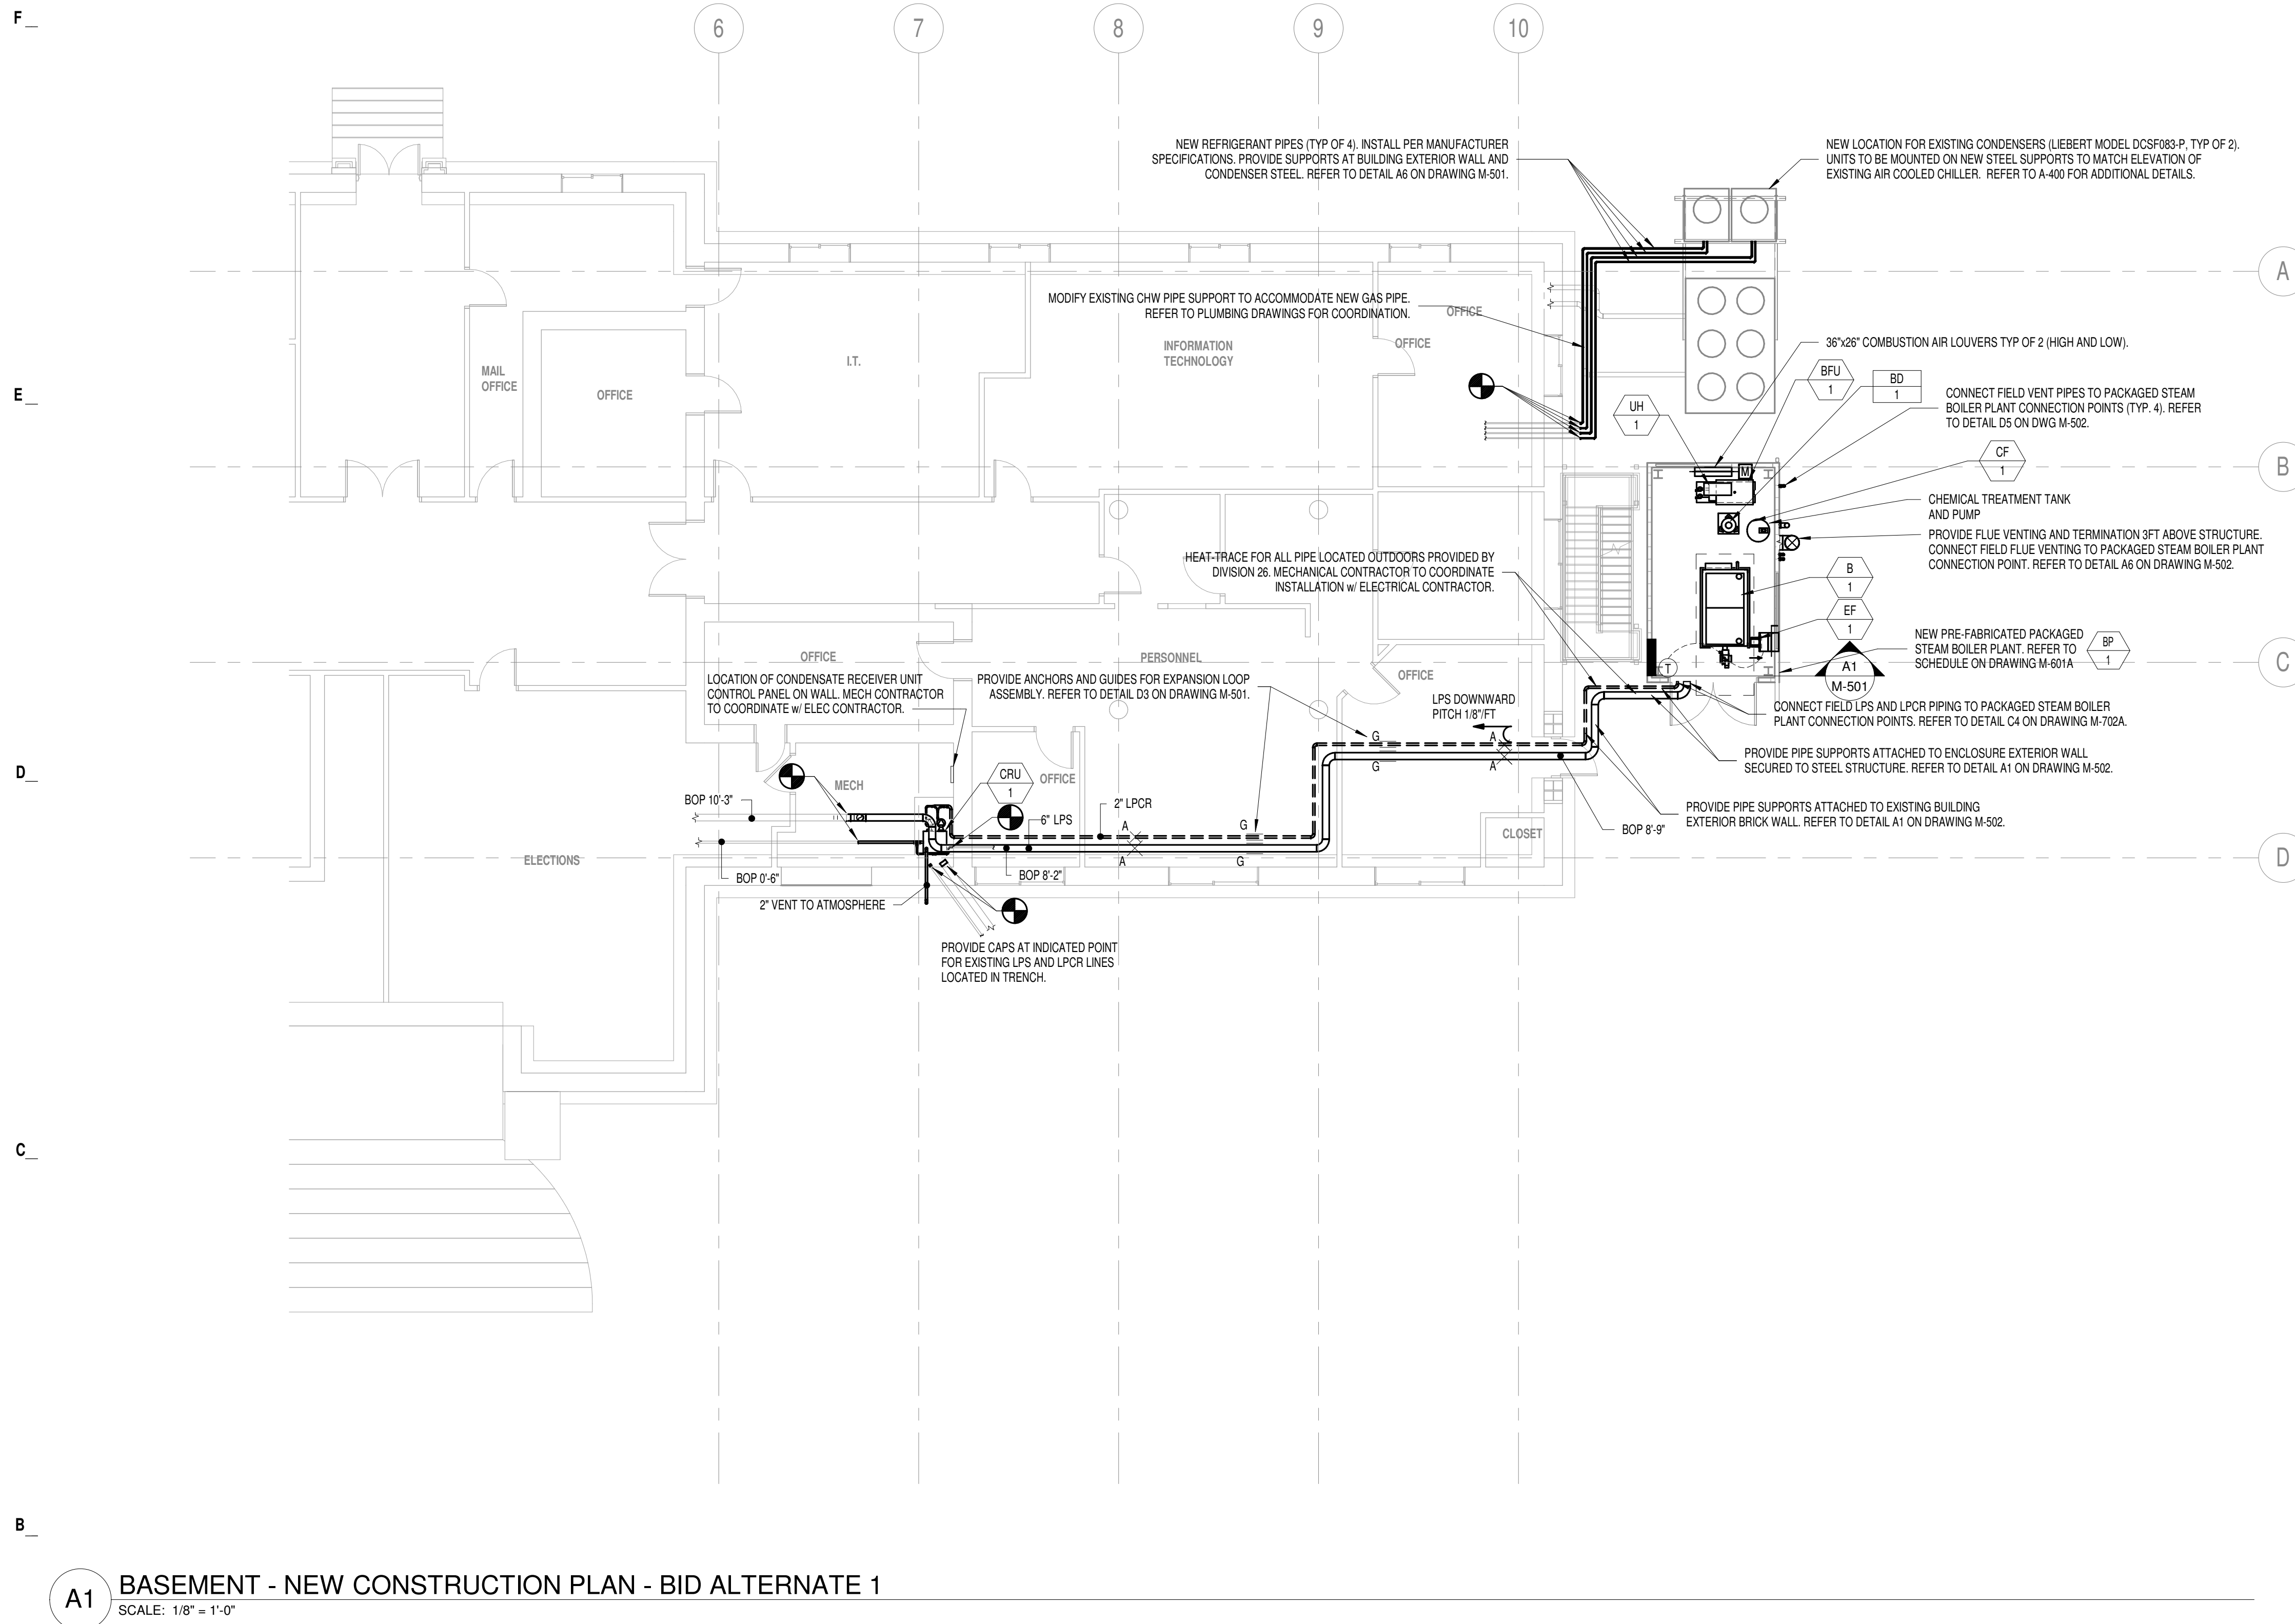 F
6
7
8
9
10
NEW REFRIGERANT PIPES (TYP OF 4). INSTALL PER MANUFACTURER
SPECIFICATIONS. PROVIDE SUPPORTS AT BUILDING EXTERIOR WALL AND
CONDENSER STEEL. REFER TO DETAIL A6 ON DRAWING M-501.
NEW LOCATION FOR EXISTING CONDENSERS (LIEBERT MODEL DCSF083-P, TYP OF 2).
UNITS TO BE MOUNTED ON NEW STEEL SUPPORTS TO MATCH ELEVATION OF
EXISTING AIR COOLED CHILLER. REFER TO A-400 FOR ADDITIONAL DETAILS.
A
MODIFY EXISTING CHW PIPE SUPPORT TO ACCOMMODATE NEW GAS PIPE.
REFER TO PLUMBING DRAWINGS FOR COORDINATION.
OFFICE
OFFICE
INFORMATION
TECHNOLOGY
I.T.
MAIL
OFFICE
OFFICE
E
36"x26" COMBUSTION AIR LOUVERS TYP OF 2 (HIGH AND LOW).
BFU
1
BD
1
UH
1
CONNECT FIELD VENT PIPES TO PACKAGED STEAM
BOILER PLANT CONNECTION POINTS (TYP. 4). REFER
TO DETAIL D5 ON DWG M-502.
CF
1
B
M
CHEMICAL TREATMENT TANK
AND PUMP
PROVIDE FLUE VENTING AND TERMINATION 3FT ABOVE STRUCTURE.
CONNECT FIELD FLUE VENTING TO PACKAGED STEAM BOILER PLANT
CONNECTION POINT. REFER TO DETAIL A6 ON DRAWING M-502.
HEAT-TRACE FOR ALL PIPE LOCATED OUTDOORS PROVIDED BY
DIVISION 26. MECHANICAL CONTRACTOR TO COORDINATE
INSTALLATION w/ ELECTRICAL CONTRACTOR.
B
1
EF
1
NEW PRE-FABRICATED PACKAGED
STEAM BOILER PLANT. REFER TO
SCHEDULE ON DRAWING M-601A
BP
1
C
T
A1
M-501
OFFICE
PERSONNEL
OFFICE
LOCATION OF CONDENSATE RECEIVER UNIT
CONTROL PANEL ON WALL. MECH CONTRACTOR
TO COORDINATE w/ ELEC CONTRACTOR.
PROVIDE ANCHORS AND GUIDES FOR EXPANSION LOOP
ASSEMBLY. REFER TO DETAIL D3 ON DRAWING M-501.
LPS DOWNWARD
PITCH 1/8"/FT
CONNECT FIELD LPS AND LPCR PIPING TO PACKAGED STEAM BOILER
PLANT CONNECTION POINTS. REFER TO DETAIL C4 ON DRAWING M-702A.
G
A
G
A
PROVIDE PIPE SUPPORTS ATTACHED TO ENCLOSURE EXTERIOR WALL
SECURED TO STEEL STRUCTURE. REFER TO DETAIL A1 ON DRAWING M-502.
D
MECH
CRU
1
OFFICE
BOP 10'-3"
2" LPCR
6" LPS
PROVIDE PIPE SUPPORTS ATTACHED TO EXISTING BUILDING
EXTERIOR BRICK WALL. REFER TO DETAIL A1 ON DRAWING M-502.
A
G
BOP 8'-9"
CLOSET
A
G
D
ELECTIONS
BOP 0'-6"
BOP 8'-2"
2" VENT TO ATMOSPHERE
PROVIDE CAPS AT INDICATED POINT
FOR EXISTING LPS AND LPCR LINES
LOCATED IN TRENCH.
C
B
A1
BASEMENT - NEW CONSTRUCTION PLAN - BID ALTERNATE 1
SCALE: 1/8" = 1'-0"